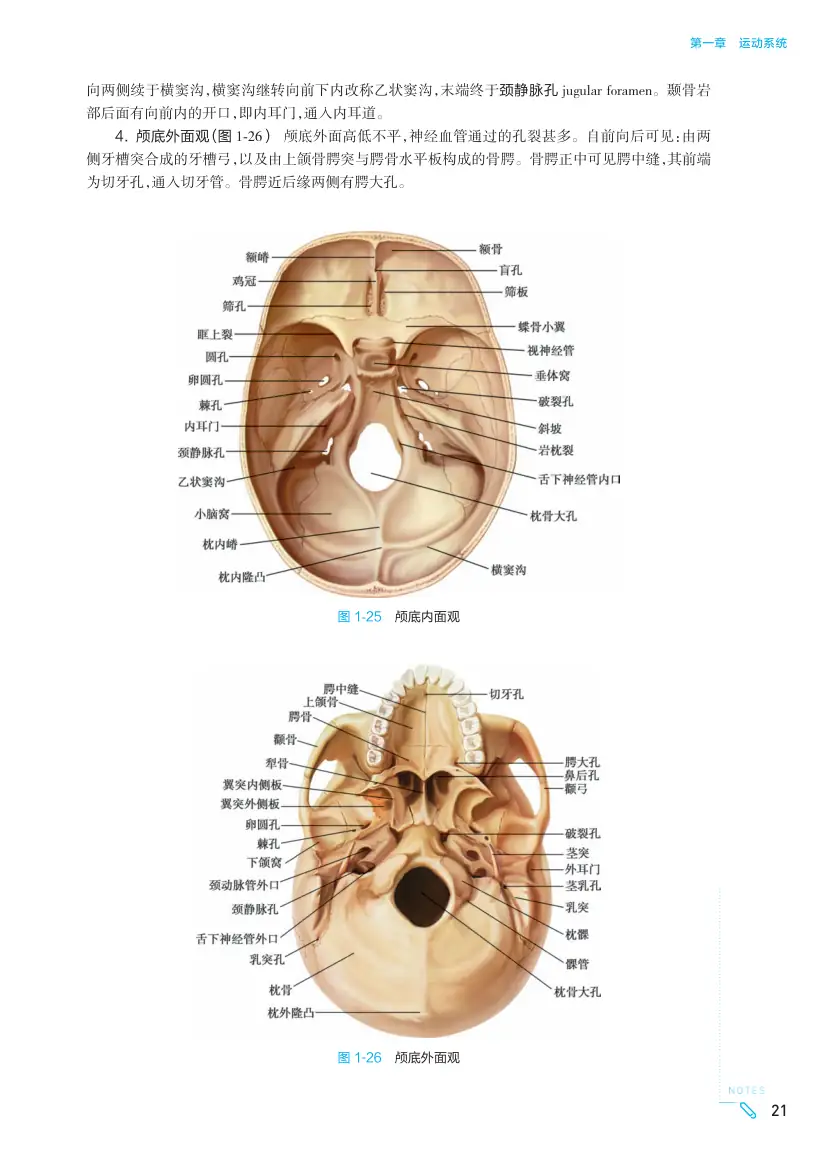 第一章 运动系统
向两侧续于横窦沟,横窦沟继转向前下内改称乙状窦沟,末端终于颈静脉孔 jugular foramen。颞骨岩
部后面有向前内的开口,即内耳门,通入内耳道。
4. 颅底外面观(图 1-26) 颅底外面高低不平,神经血管通过的孔裂甚多。自前向后可见:由两
侧牙槽突合成的牙槽弓,以及由上颌骨腭突与腭骨水平板构成的骨腭。骨腭正中可见腭中缝,其前端
为切牙孔,通入切牙管。骨腭近后缘两侧有腭大孔。
额嵴
鸡冠
筛孔
眶上裂
圆孔
卵圆孔
棘孔
内耳门
颈静脉孔
乙状窦沟
小脑窝
枕内嵴
枕内隆凸
额骨
盲孔
筛板
蝶骨小翼
视神经管
垂体窝
破裂孔
斜坡
岩枕裂
舌下神经管内口
枕骨大孔
横窦沟
图 1-25 颅底内面观
腭中缝
上颌骨
腭骨
颧骨
犁骨
翼突内侧板
翼突外侧板
卵圆孔
棘孔
下颌窝
颈动脉管外口
颈静脉孔
舌下神经管外口
乳突孔
枕骨
枕外隆凸
切牙孔
腭大孔
鼻后孔
颧弓
破裂孔
茎突
外耳门
茎乳孔
乳突
枕髁
髁管
枕骨大孔
图 1-26 颅底外面观
NOTES
21